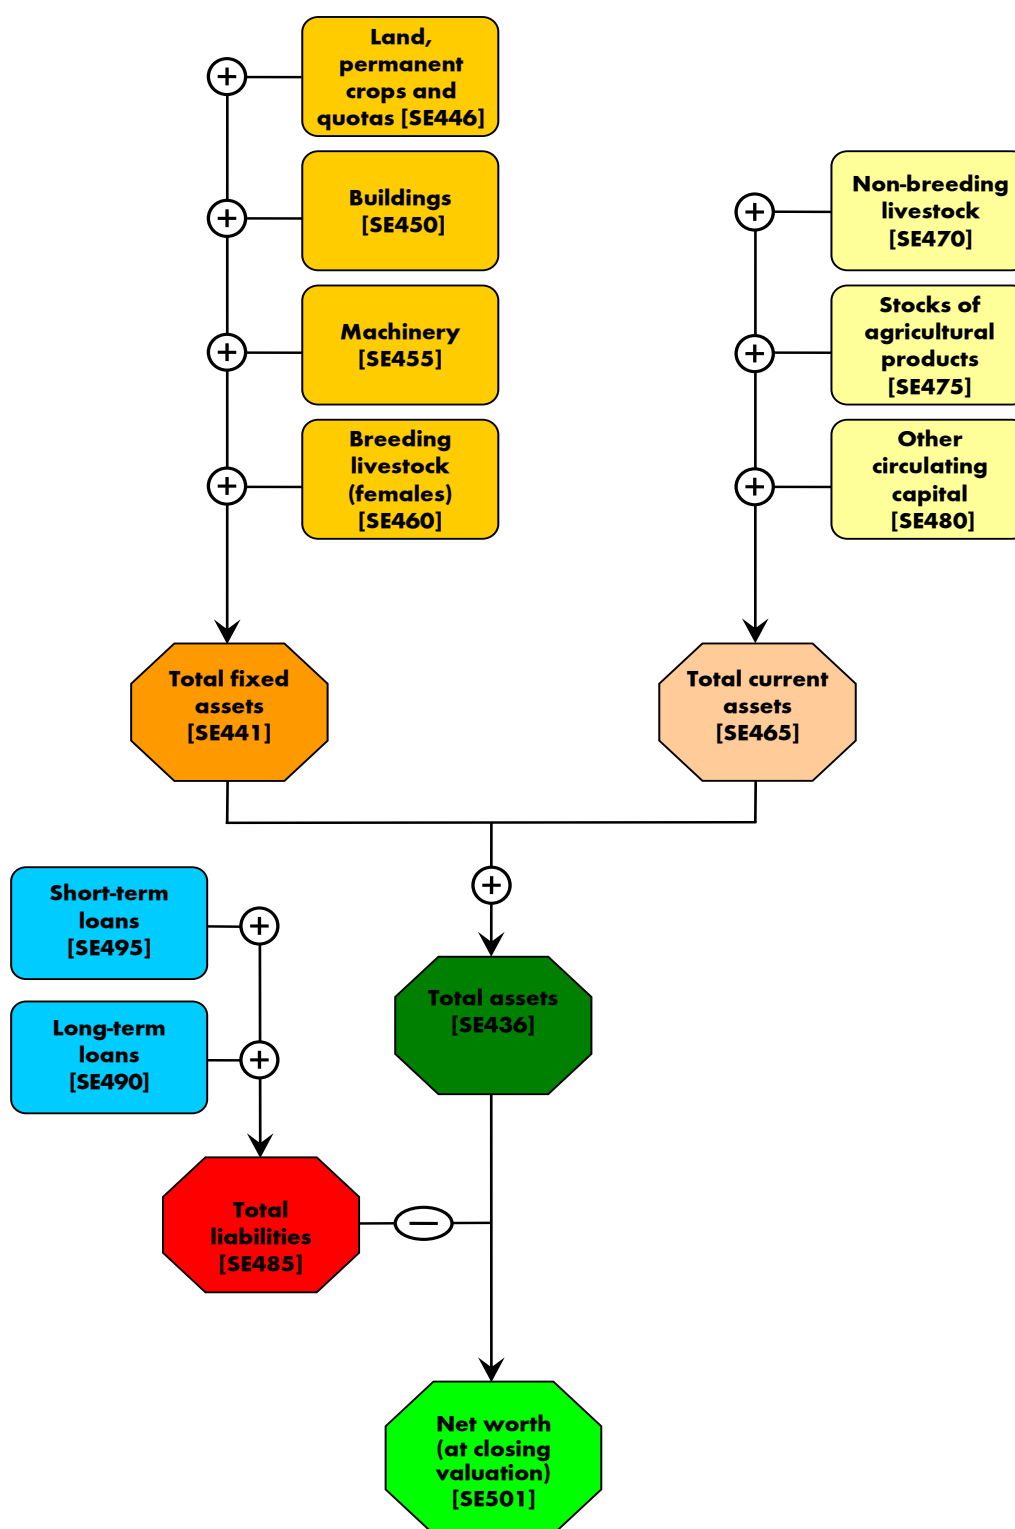 Land,
permanent
crops and
quotas [SE446]
Buildings
[SE450]
Machinery
[SE455]
Breeding
livestock
(females)
[SE460]
Non-breeding
livestock
[SE470]
Stocks of
agricultural
products
[SE475]
Other
circulating
capital
[SE480]
Total fixed
assets
[SE441]
Total current
assets
[SE465]
Short-term
loans
[SE495]
Long-term
loans
[SE490]
Total assets
[SE436]
Total
liabilities
[SE485]
Net worth
(at closing
valuation)
[SE501]